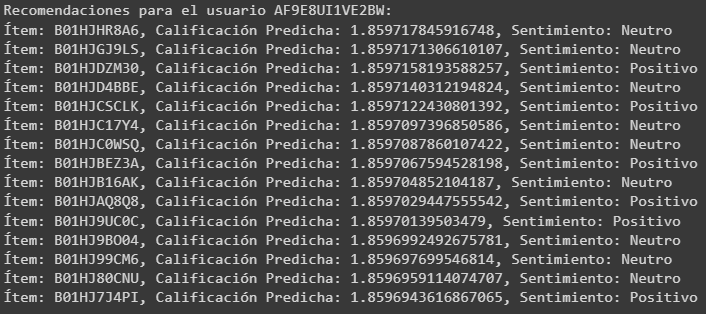 Recomendaciones para el usuario AF9E8UI1VE2BW:
Ítem: B01HJHR8A6, Calificación Predicha: 1.859717845916748, Sentimiento: Neutro
Ítem: B01HJGJ9LS, Calificación Predicha: 1.8597171306610107, Sentimiento: Neutro
Ítem: B01HJDZM30, Calificación Predicha: 1.8597158193588257, Sentimiento: Positivo
Ítem: B01HJD4BBE, Calificación Predicha: 1.8597140312194824, Sentimiento: Neutro
Ítem: B01HJCSCLK, Calificación Predicha: 1.8597122430801392, Sentimiento: Positivo
Ítem: B01HJC17Y4, Calificación Predicha: 1.8597097396850586, Sentimiento: Neutro
Ítem: B01HJC0WSQ, Calificación Predicha: 1.8597087860107422, Sentimiento: Neutro
Ítem: B01HJBEZ3A, Calificación Predicha: 1.8597067594528198, Sentimiento: Positivo
Ítem: B01HJB16AK, Calificación Predicha: 1.859704852104187, Sentimiento: Neutro
Ítem: B01HJAQ8Q8, Calificación Predicha: 1.8597029447555542, Sentimiento: Positivo
Ítem: B01HJ9UC0C, Calificación Predicha: 1.85970139503479, Sentimiento: Positivo
Ítem: B01HJ9BO04, Calificación Predicha: 1.8596992492675781, Sentimiento: Neutro
Ítem: B01HJ99CM6, Calificación Predicha: 1.859697699546814, Sentimiento: Neutro
Ítem: B01HJ80CNU, Calificación Predicha: 1.8596959114074707, Sentimiento: Neutro
Ítem: B01HJ7J4PI, Calificación Predicha: 1.8596943616867065, Sentimiento: Positivo